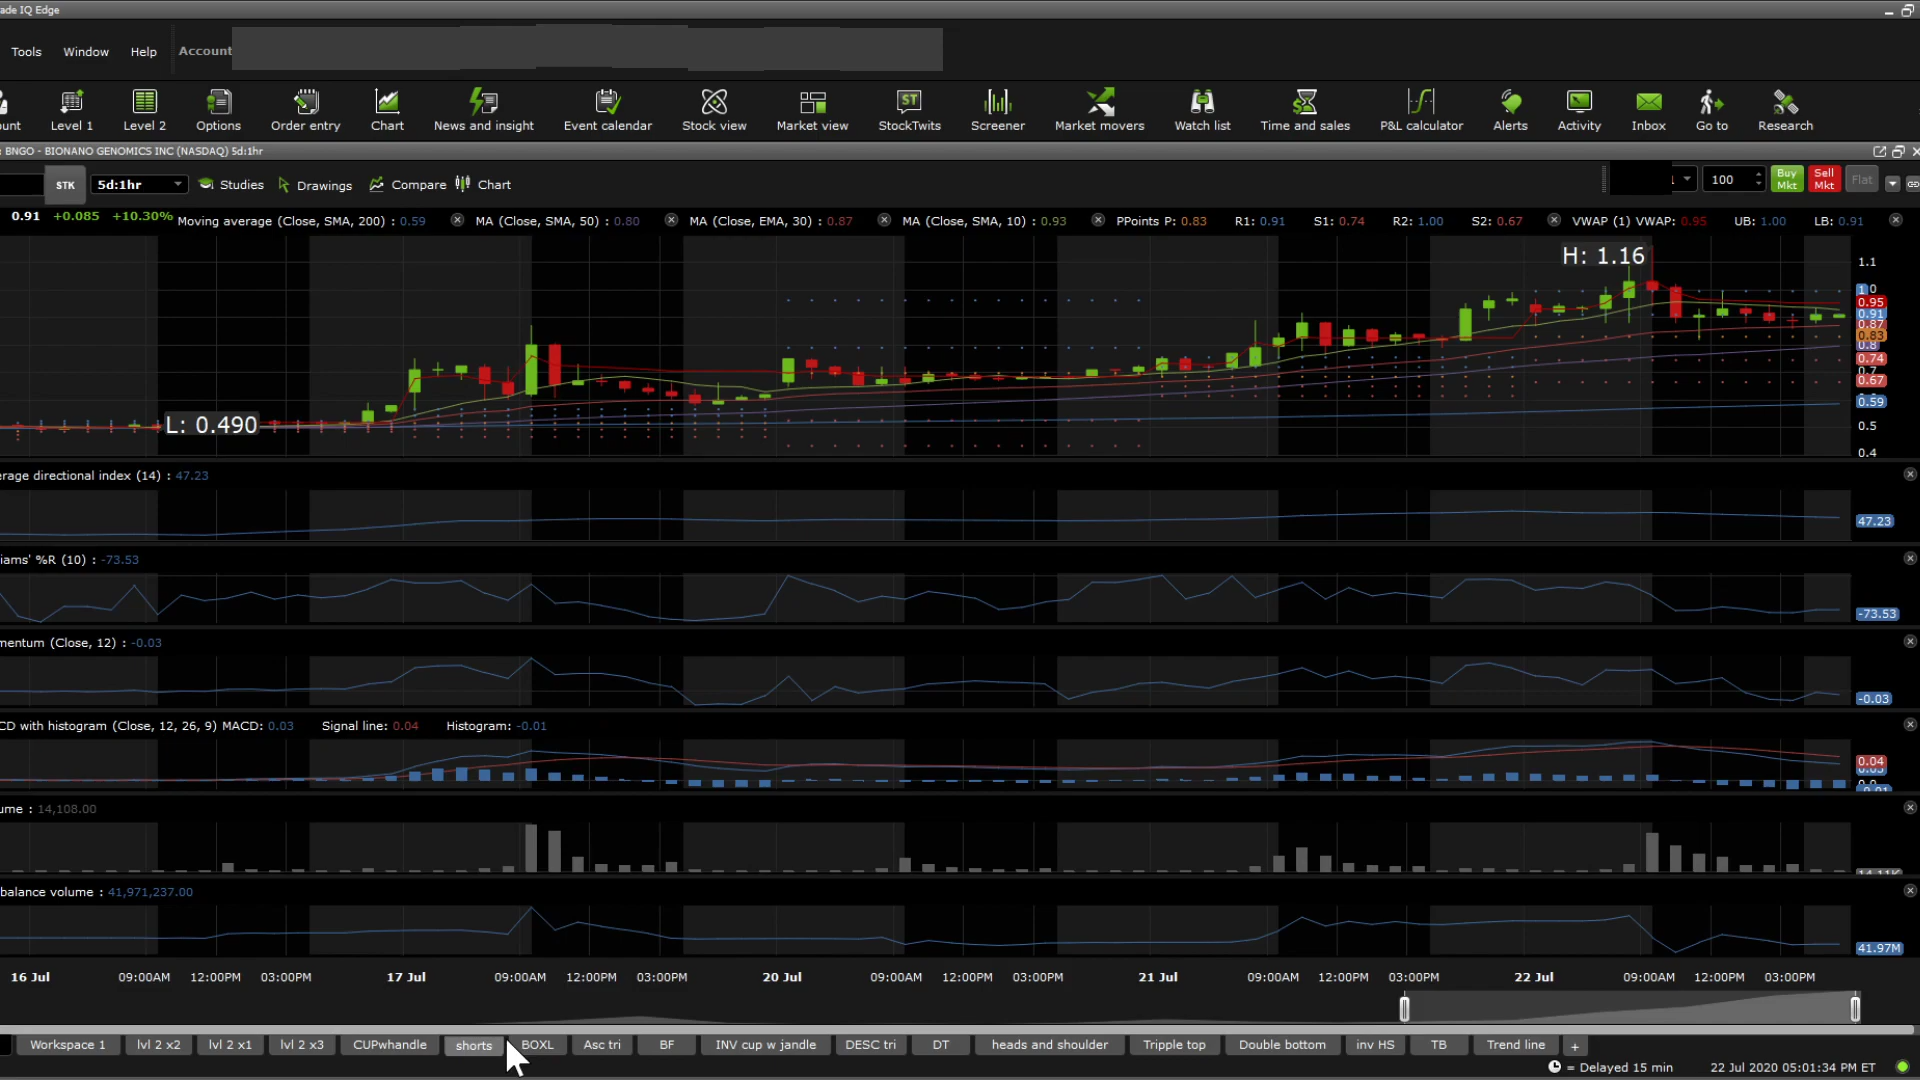 ade IQ Edge
Tools Window Help Account
ount Level 1 Level 2 Options Order entry Chart News and insight Event calendar Stock view Market view StockTwits Screener Market movers Watch list Time and sales P&L calculator Alerts Activity Inbox Go to Research
ST
: BNGO - BIONANO GENOMICS INC (NASDAQ) 5d:1hr
STK 5d:1hr Studies Drawings Compare Chart 100 Buy Mkt Sell Mkt Flat
0.91 +0.085 +10.30% Moving average (Close, SMA, 200) : 0.59 MA (Close, SMA, 50) : 0.80 MA (Close, EMA, 30) : 0.87 MA (Close, SMA, 10) : 0.93 PPoints P: 0.83 R1: 0.91 S1: 0.74 R2: 1.00 S2: 0.67 VWAP (1) VWAP: 0.95 UB: 1.00 LB: 0.91
H: 1.16
1.1
0.95
0.91
0.87
0.83
0.8
0.74
0.7
0.67
0.59
L: 0.490
0.5
0.4
erage directional index (14) : 47.23
47.23
iams' %R (10) : -73.53
-73.53
mentum (Close, 12) : -0.03
-0.03
CD with histogram (Close, 12, 26, 9) MACD: 0.03 Signal line: 0.04 Histogram: -0.01
0.04
ume : 14,108.00
14.11K
balance volume : 41,971,237.00
41.97M
16 Jul 09:00AM 12:00PM 03:00PM 17 Jul 09:00AM 12:00PM 03:00PM 20 Jul 09:00AM 12:00PM 03:00PM 21 Jul 09:00AM 12:00PM 03:00PM 22 Jul 09:00AM 12:00PM 03:00PM
Workspace 1 lvl 2 x2 lvl 2 x1 lvl 2 x3 CUPwhandle shorts BOXL Asc tri BF INV cup w jandle DESC tri DT heads and shoulder Tripple top Double bottom inv HS TB Trend line +
= Delayed 15 min 22 Jul 2020 05:01:34 PM ET